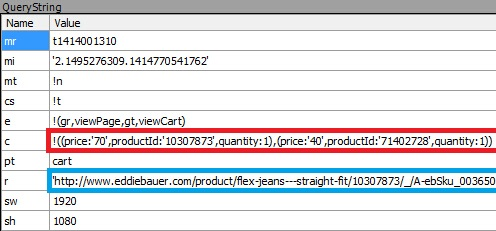 QueryString
Name Value
mr t1414001310
mi '2.1495276309.1414770541762'
mt !n
cs !t
e !(gr,viewPage,gt,viewCart)
c !((price:'70',productId:'10307873',quantity:1),(price:'40',productId:'71402728',quantity:1))
pt cart
r 'http://www.eddiebauer.com/product/flex-jeans---straight-fit/10307873/_/A-ebSku_003650
sw 1920
sh 1080